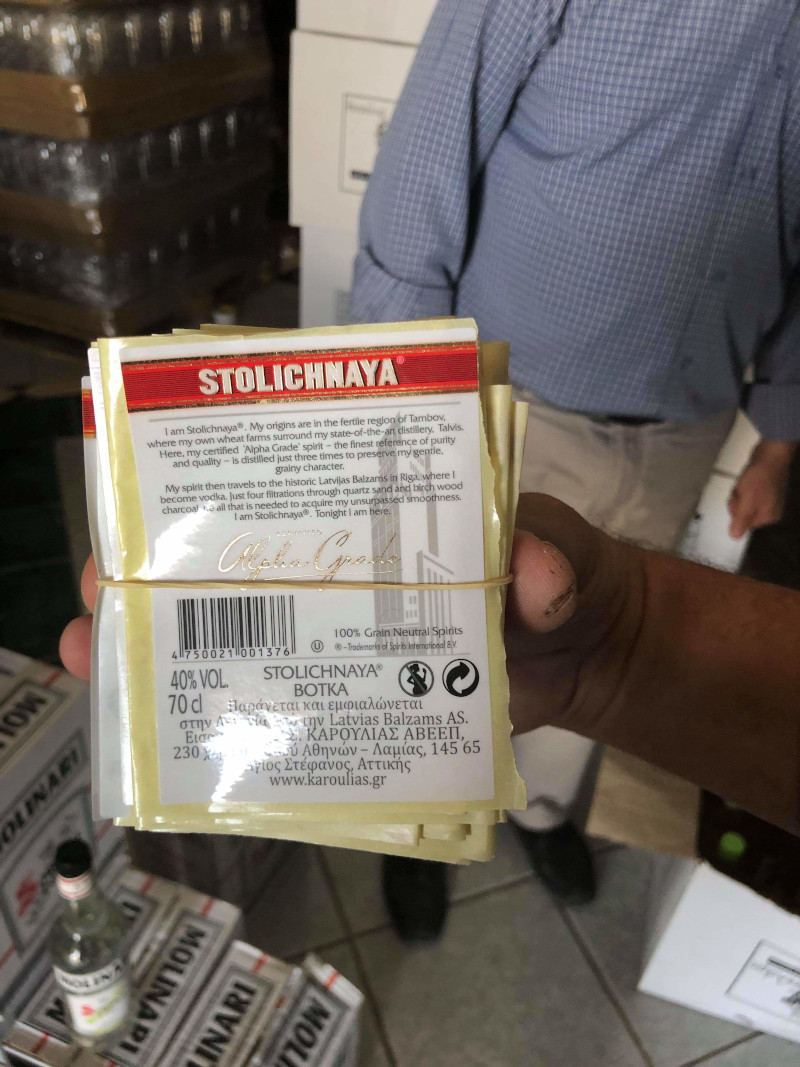 STOLICHNAYA®
I am Stolichnaya®. My origins are in the fertile region of Tambov,
where my own wheat farms surround my state-of-the-art distillery, Talvis.
Here, my certified 'Alpha Grade' spirit – the finest reference of purity
and quality – is distilled just three times to preserve my gentle,
grainy character.
My spirit then travels to the historic Latvijas Balzams in Riga, where I
become vodka. Just four filtrations through quartz sand and birch wood
charcoal is all that is needed to acquire my unsurpassed smoothness.
I am Stolichnaya®. Tonight I am here.
Alpha Grade
4 750021 001376
100% Grain Neutral Spirits
® – Trademarks of Spirits International B.V.
40% VOL.
70 cl
STOLICHNAYA®
ΒΟΤΚΑ
Παράγεται και εμφιαλώνεται
στην την Latvias Balzams AS.
ΚΑΡΟΥΛΙΑΣ ΑΒΕΕΠ,
230 Αθηνών – Λαμίας, 145 65
Στέφανος, Αττικής
www.karoulias.gr
MOLINARI
MOLINARI
MOLINARI